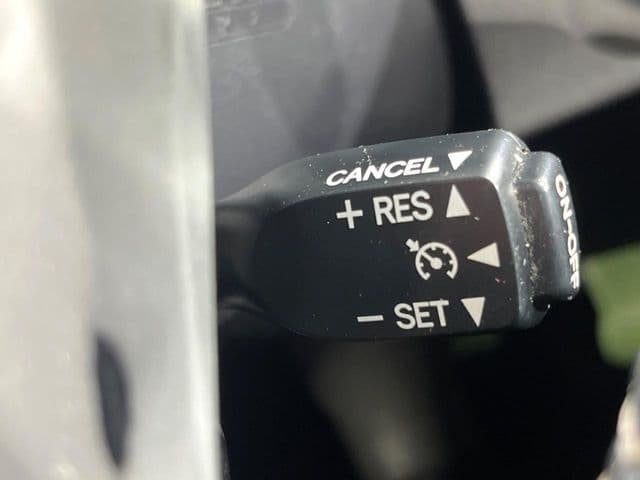 CANCEL
+ RES
- SET
ON-OFF